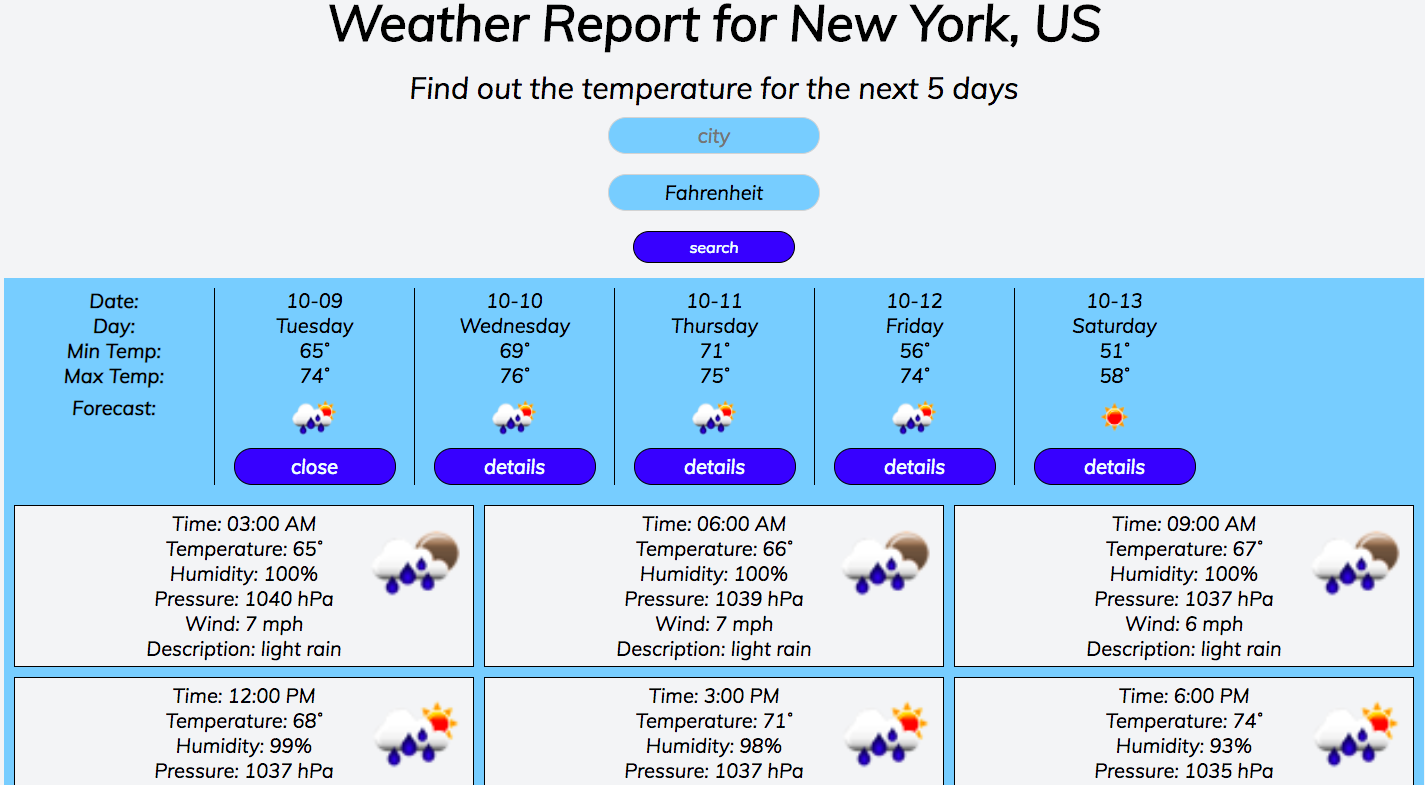 Weather Report for New York, US
Find out the temperature for the next 5 days
city
Fahrenheit
search
Date: 10-09 10-10 10-11 10-12 10-13
Day: Tuesday Wednesday Thursday Friday Saturday
Min Temp: 65° 69° 71° 56° 51°
Max Temp: 74° 76° 75° 74° 58°
Forecast:
close details details details details
Time: 03:00 AM
Temperature: 65°
Humidity: 100%
Pressure: 1040 hPa
Wind: 7 mph
Description: light rain
Time: 06:00 AM
Temperature: 66°
Humidity: 100%
Pressure: 1039 hPa
Wind: 7 mph
Description: light rain
Time: 09:00 AM
Temperature: 67°
Humidity: 100%
Pressure: 1037 hPa
Wind: 6 mph
Description: light rain
Time: 12:00 PM
Temperature: 68°
Humidity: 99%
Pressure: 1037 hPa
Time: 3:00 PM
Temperature: 71°
Humidity: 98%
Pressure: 1037 hPa
Time: 6:00 PM
Temperature: 74°
Humidity: 93%
Pressure: 1035 hPa